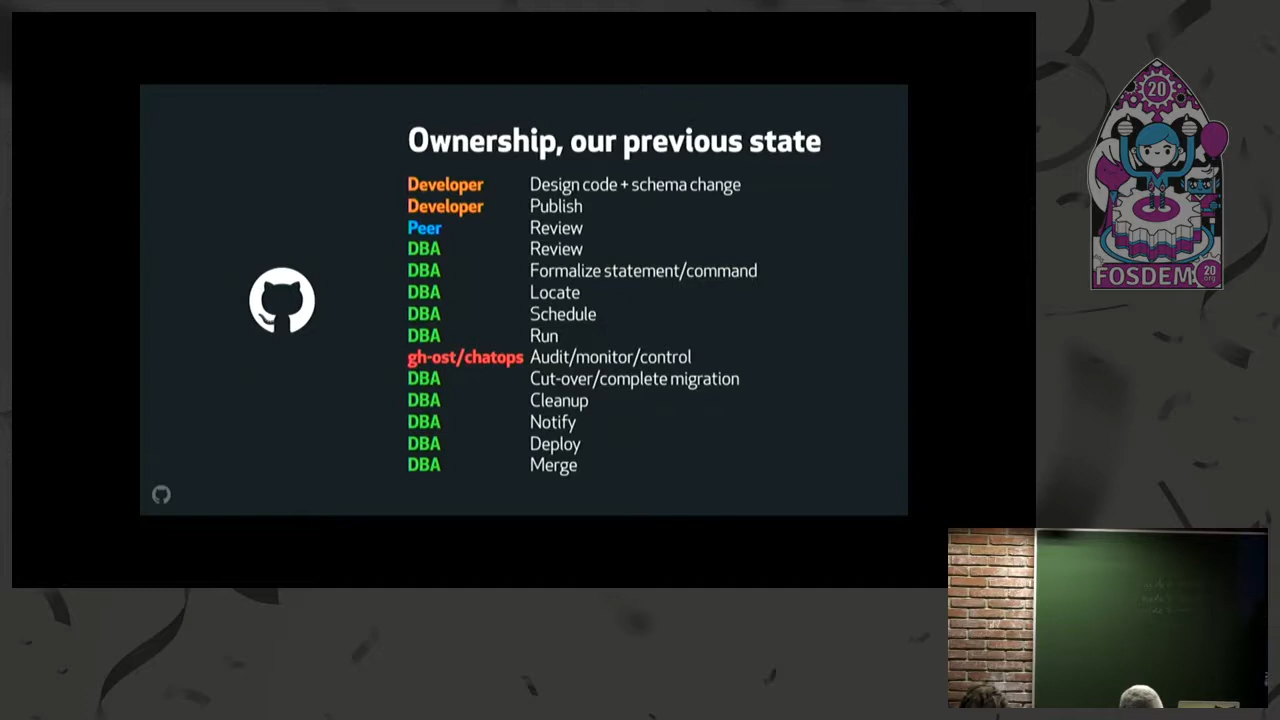 Ownership, our previous state
Developer Design code + schema change
Developer Publish
Peer Review
DBA Review
DBA Formalize statement/command
DBA Locate
DBA Schedule
DBA Run
gh-ost/chatops Audit/monitor/control
DBA Cut-over/complete migration
DBA Cleanup
DBA Notify
DBA Deploy
DBA Merge
20
FOSDEM
20
.org